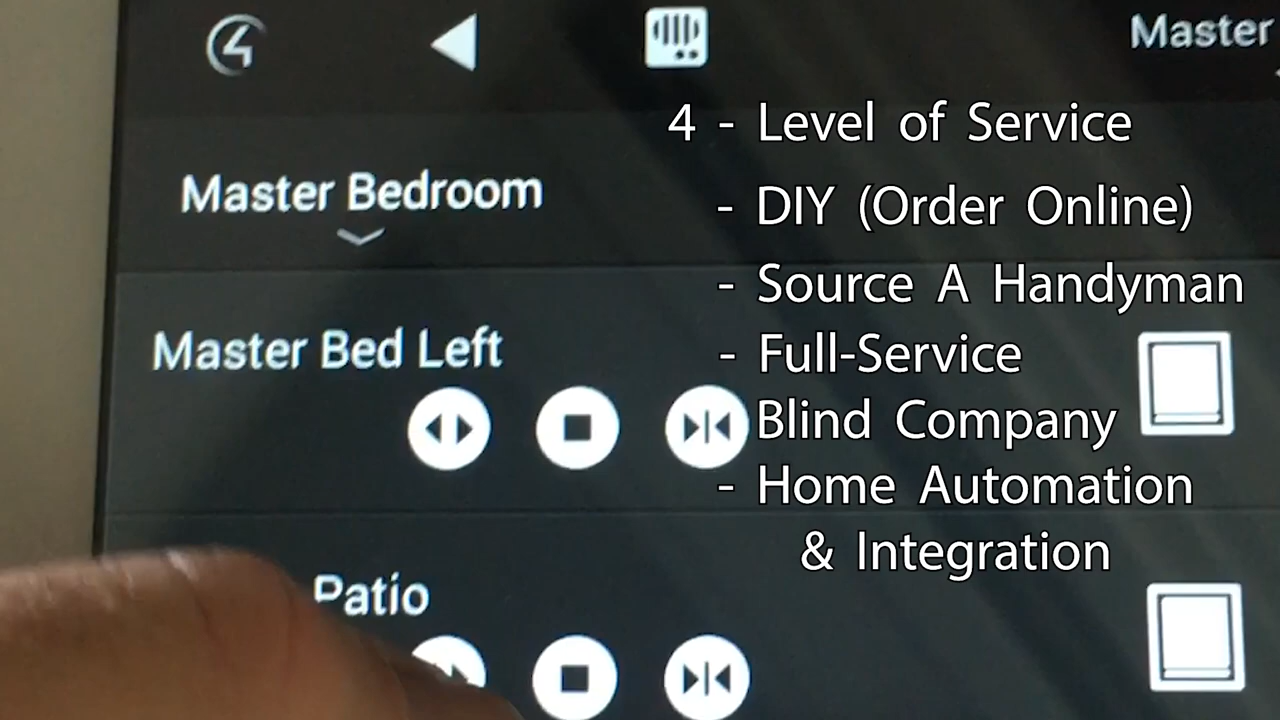 Master
4 - Level of Service
Master Bedroom
- DIY (Order Online)
- Source A Handyman
Master Bed Left
- Full-Service
Blind Company
- Home Automation
& Integration
Patio